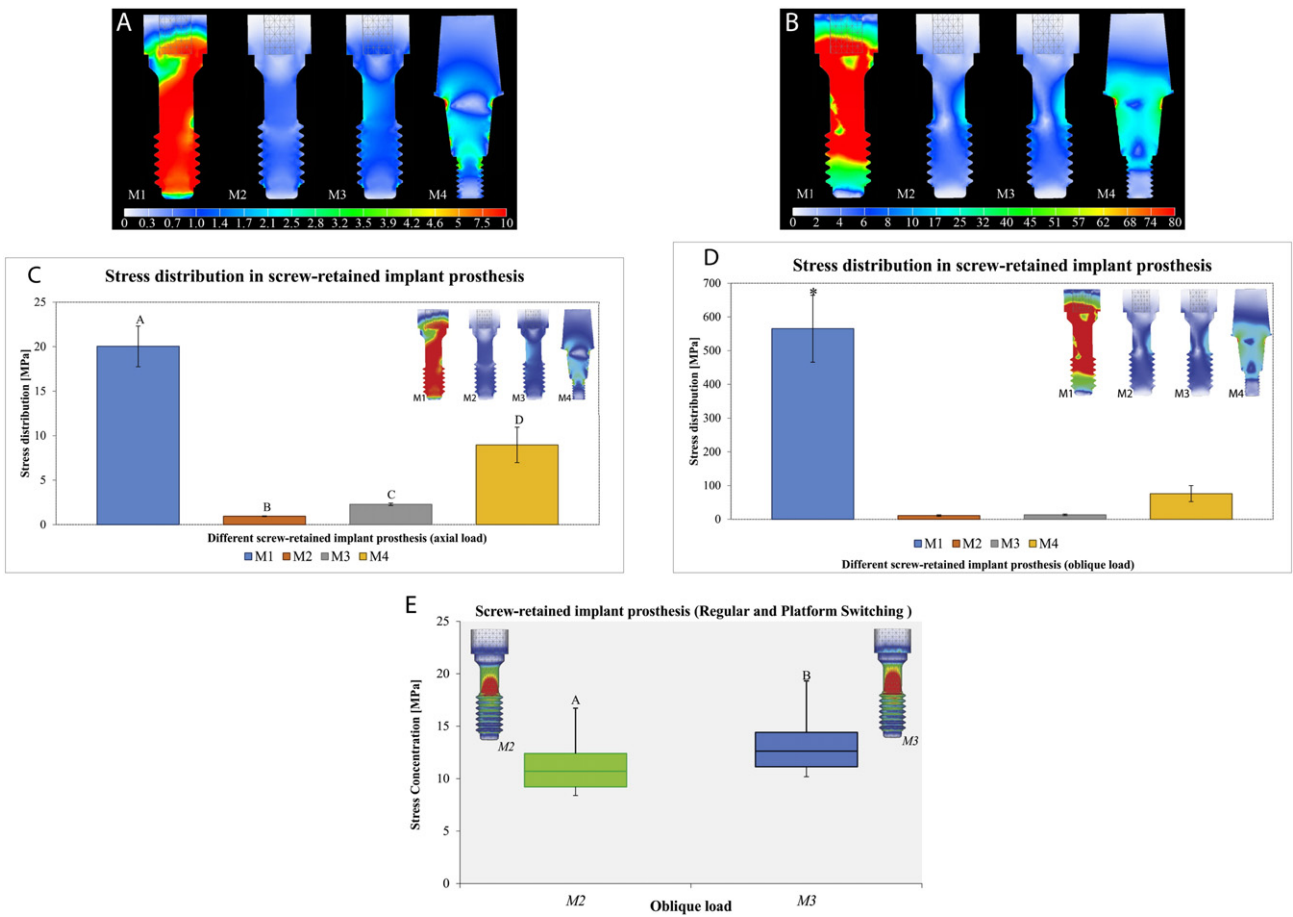 A
M1 M2 M3 M4
0 0.3 0.7 1.0 1.4 1.7 2.1 2.5 2.8 3.2 3.5 3.9 4.2 4.6 5 7.5 10
B
M1 M2 M3 M4
0 2 4 6 8 10 17 25 32 40 45 51 57 62 68 74 80
C
Stress distribution in screw-retained implant prosthesis
Stress distribution [MPa]
25
20
15
10
5
0
A
B
C
D
M1 M2 M3 M4
Different screw-retained implant prosthesis (axial load)
M1 M2 M3 M4
D
Stress distribution in screw-retained implant prosthesis
Stress distribution [MPa]
700
600
500
400
300
200
100
0
*
M1 M2 M3 M4
M1 M2 M3 M4
Different screw-retained implant prosthesis (oblique load)
E
Screw-retained implant prosthesis (Regular and Platform Switching )
Stress Concentration [MPa]
25
20
15
10
5
0
M2
A
B
M3
M2 M3
Oblique load